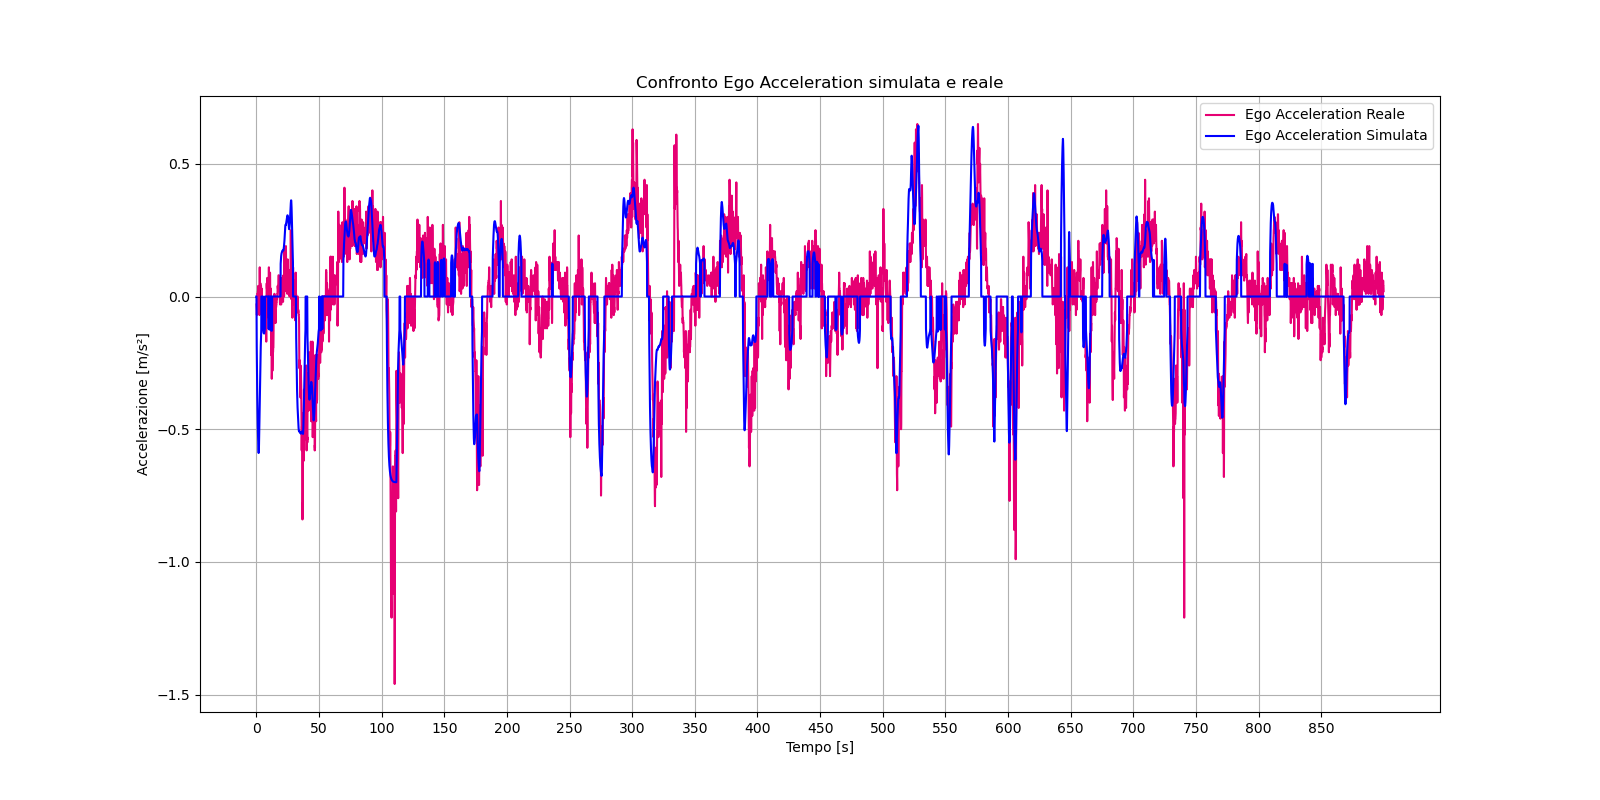 Confronto Ego Acceleration simulata e reale
Ego Acceleration Reale
Ego Acceleration Simulata
Accelerazione [m/s²]
0.5
0.0
−0.5
−1.0
−1.5
0 50 100 150 200 250 300 350 400 450 500 550 600 650 700 750 800 850
Tempo [s]